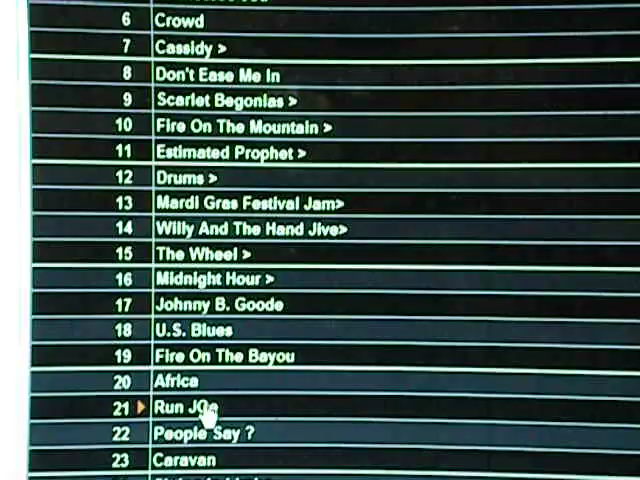 6 Crowd
7 Cassidy >
8 Don't Ease Me In
9 Scarlet Begonias >
10 Fire On The Mountain >
11 Estimated Prophet >
12 Drums >
13 Mardi Gras Festival Jam>
14 Willy And The Hand Jive>
15 The Wheel >
16 Midnight Hour >
17 Johnny B. Goode
18 U.S. Blues
19 Fire On The Bayou
20 Africa
21 Run Joe
22 People Say ?
23 Caravan